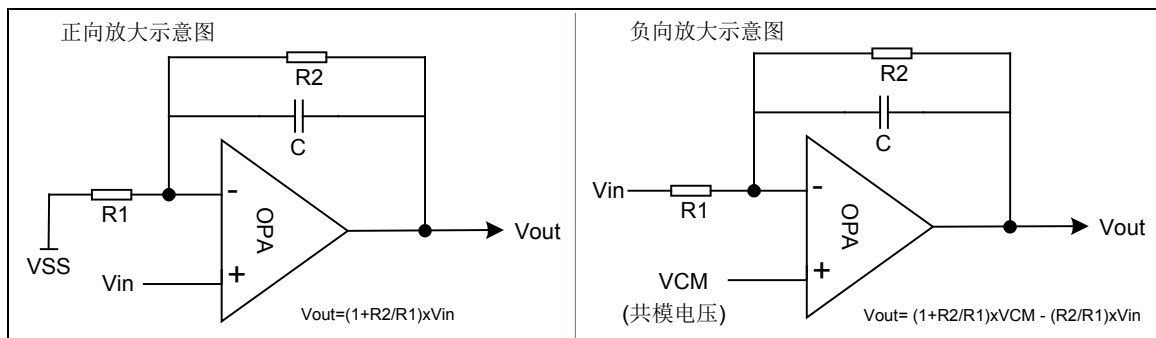 正向放大示意图
R2
C
R1
-
OPA
+
VSS
Vin
Vout
Vout=(1+R2/R1)xVin
负向放大示意图
R2
C
Vin
R1
-
OPA
+
VCM
(共模电压)
Vout
Vout= (1+R2/R1)xVCM - (R2/R1)xVin